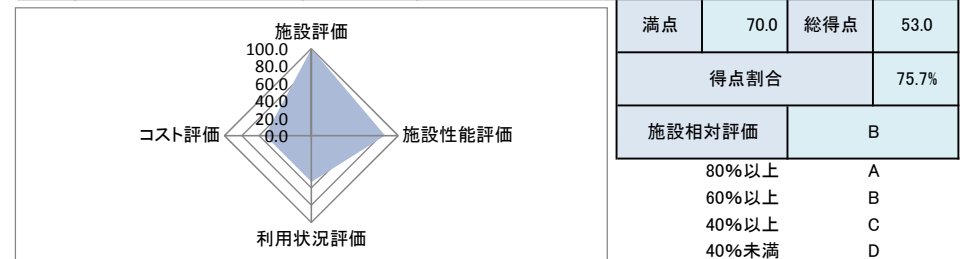 施設評価
100.0
80.0
60.0
40.0
20.0
0.0
コスト評価
施設性能評価
利用状況評価
満点 70.0 総得点 53.0
得点割合 75.7%
施設相対評価 B
80%以上 A
60%以上 B
40%以上 C
40%未満 D